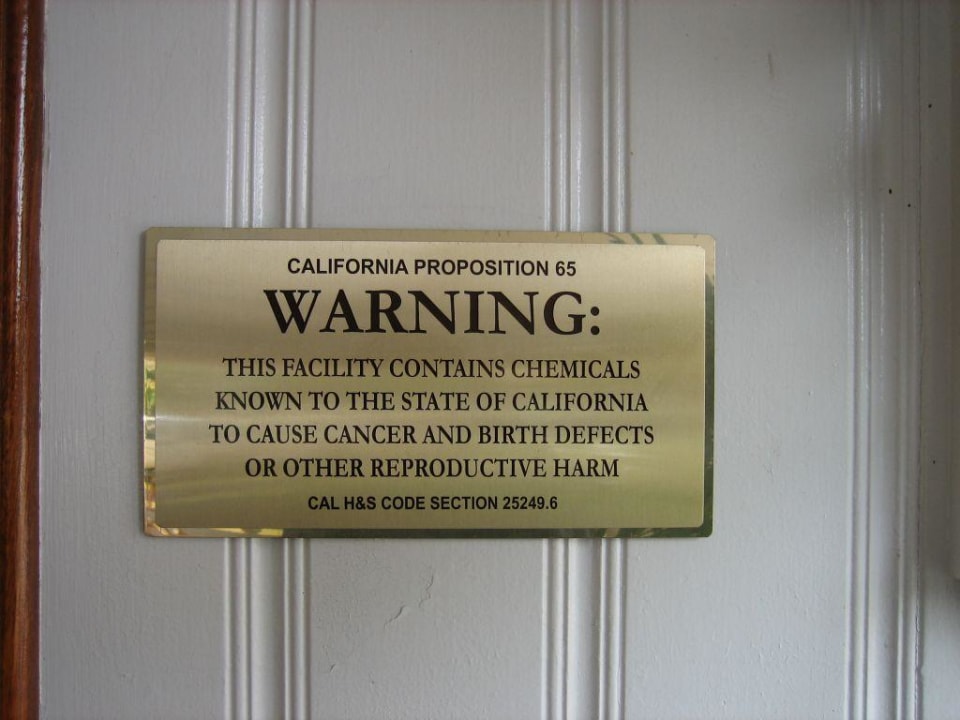 CALIFORNIA PROPOSITION 65
WARNING:
THIS FACILITY CONTAINS CHEMICALS
KNOWN TO THE STATE OF CALIFORNIA
TO CAUSE CANCER AND BIRTH DEFECTS
OR OTHER REPRODUCTIVE HARM
CAL H&S CODE SECTION 25249.6